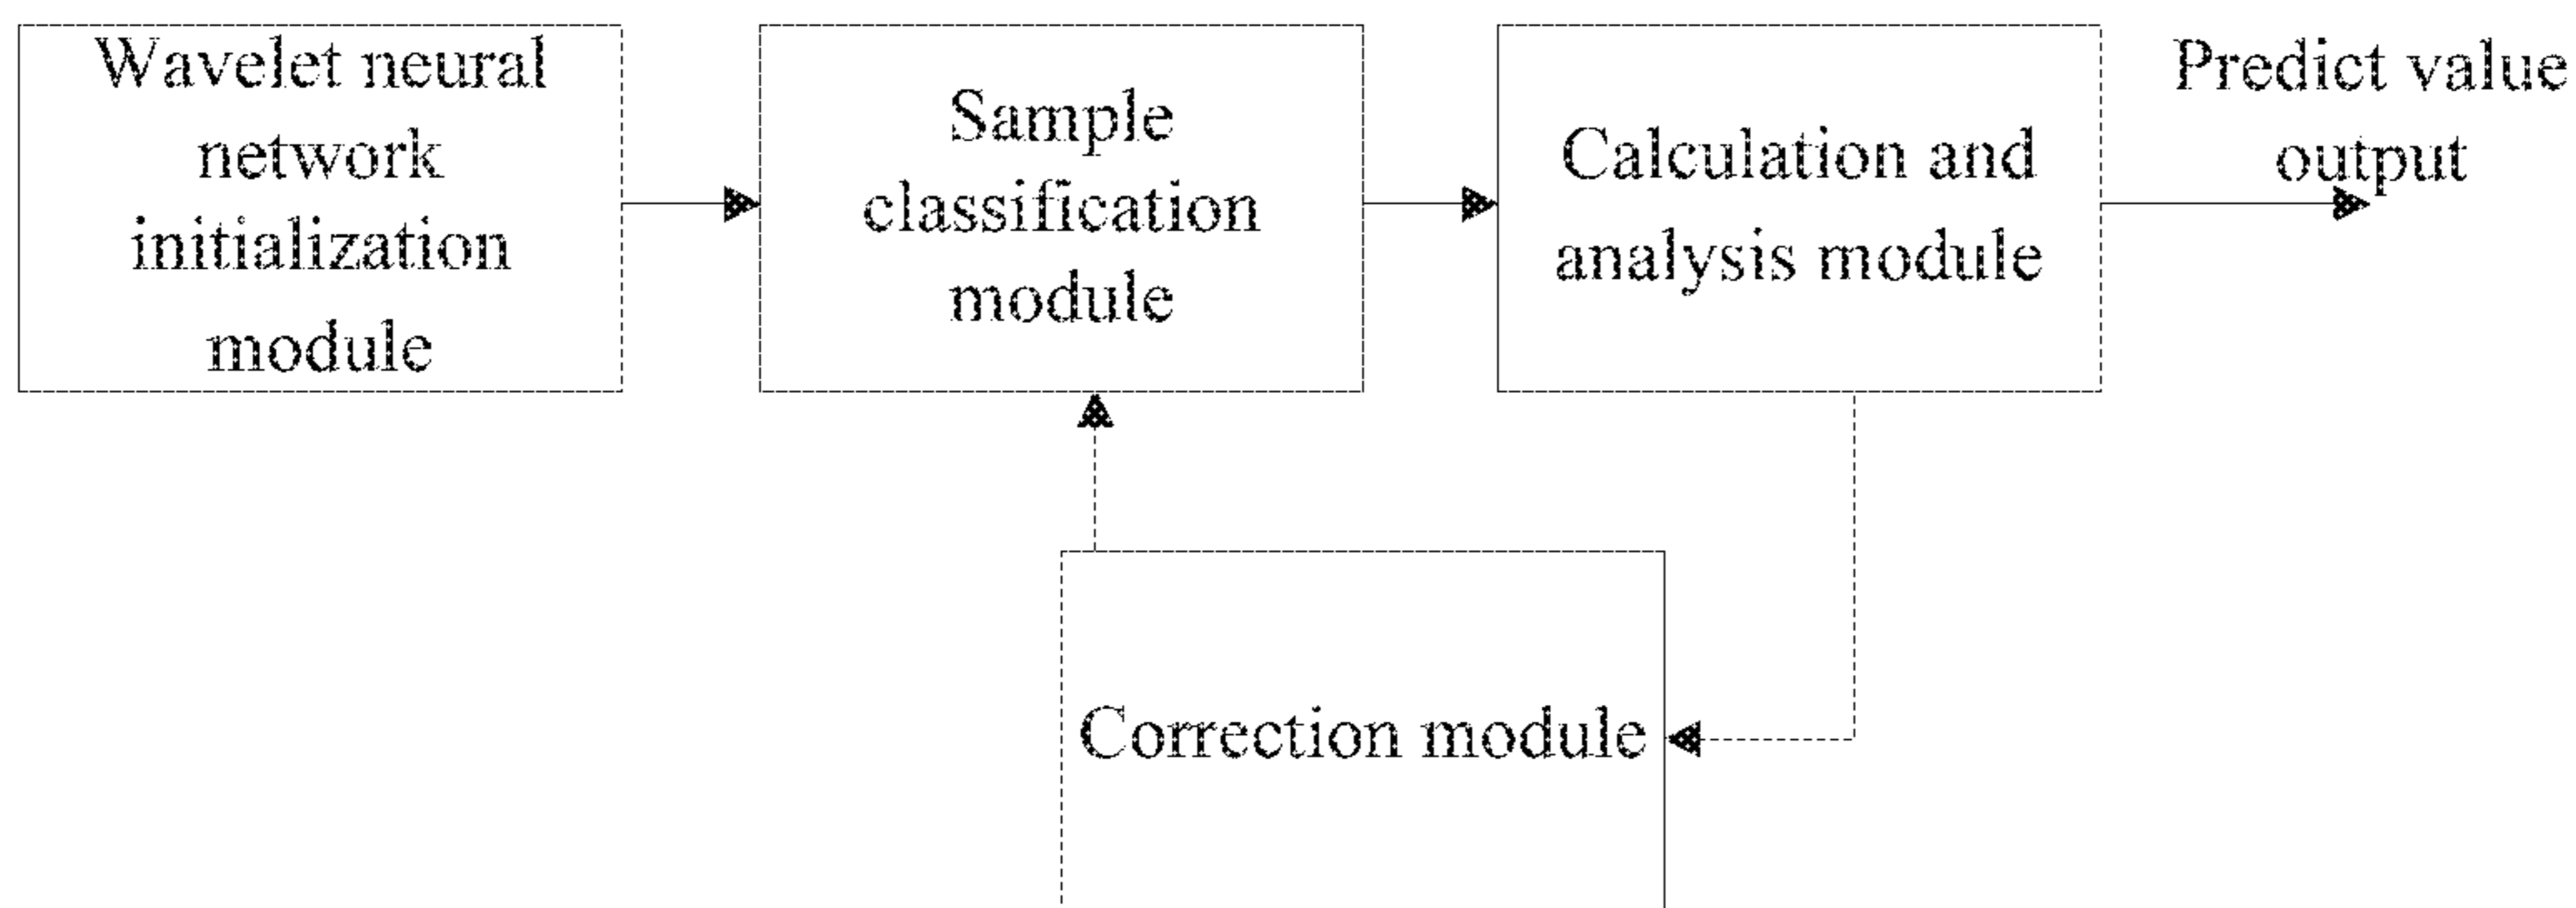 Wavelet neural
network
initialization
module
Sample
classification
module
Calculation and
analysis module
Predict value
output
Correction module